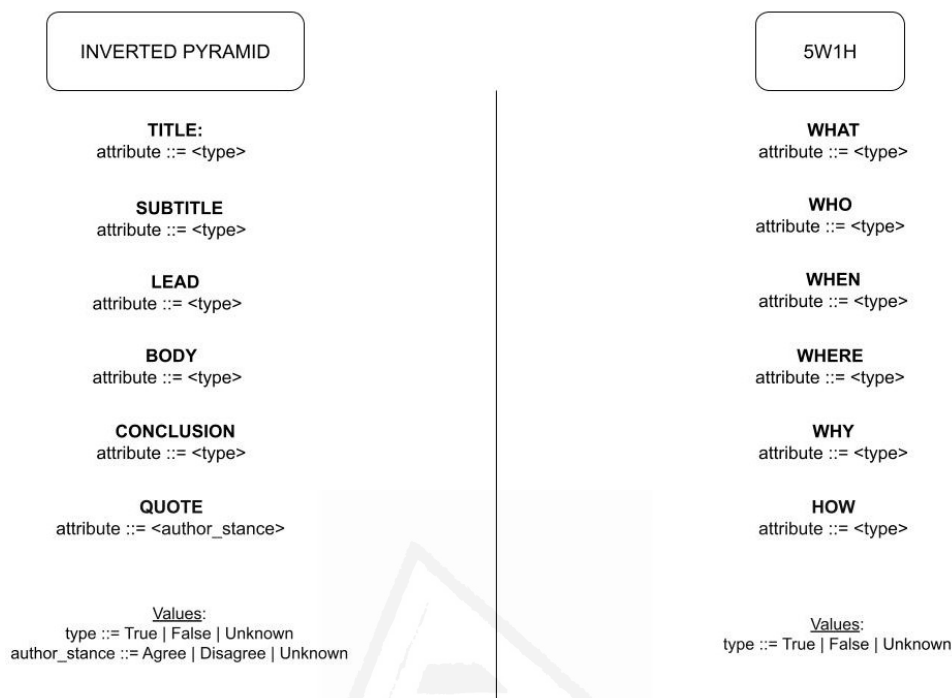 INVERTED PYRAMID
TITLE:
attribute ::= <type>
SUBTITLE
attribute ::= <type>
LEAD
attribute ::= <type>
BODY
attribute ::= <type>
CONCLUSION
attribute ::= <type>
QUOTE
attribute ::= <author_stance>
Values:
type ::= True | False | Unknown
author_stance ::= Agree | Disagree | Unknown
5W1H
WHAT
attribute ::= <type>
WHO
attribute ::= <type>
WHEN
attribute ::= <type>
WHERE
attribute ::= <type>
WHY
attribute ::= <type>
HOW
attribute ::= <type>
Values:
type ::= True | False | Unknown